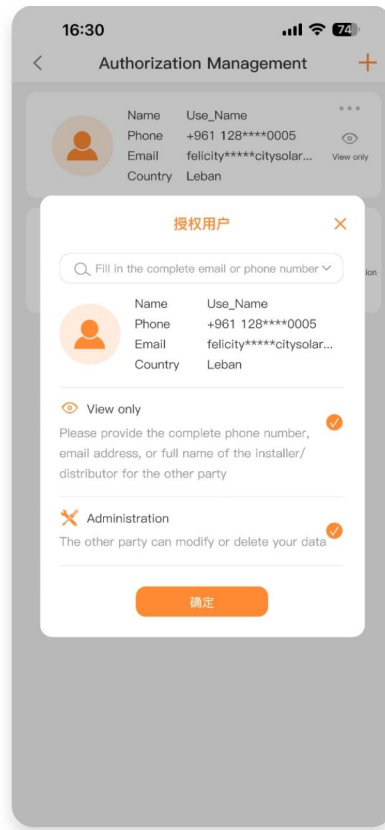 16:30
74
Authorization Management
Name Use_Name
Phone +961 128****0005
Email felicity*****citysolar...
View only
Country Leban
授权用户
Fill in the complete email or phone number
Name Use_Name
Phone +961 128****0005
Email felicity*****citysolar...
Country Leban
View only
Please provide the complete phone number,
email address, or full name of the installer/
distributor for the other party
Administration
The other party can modify or delete your data
确定